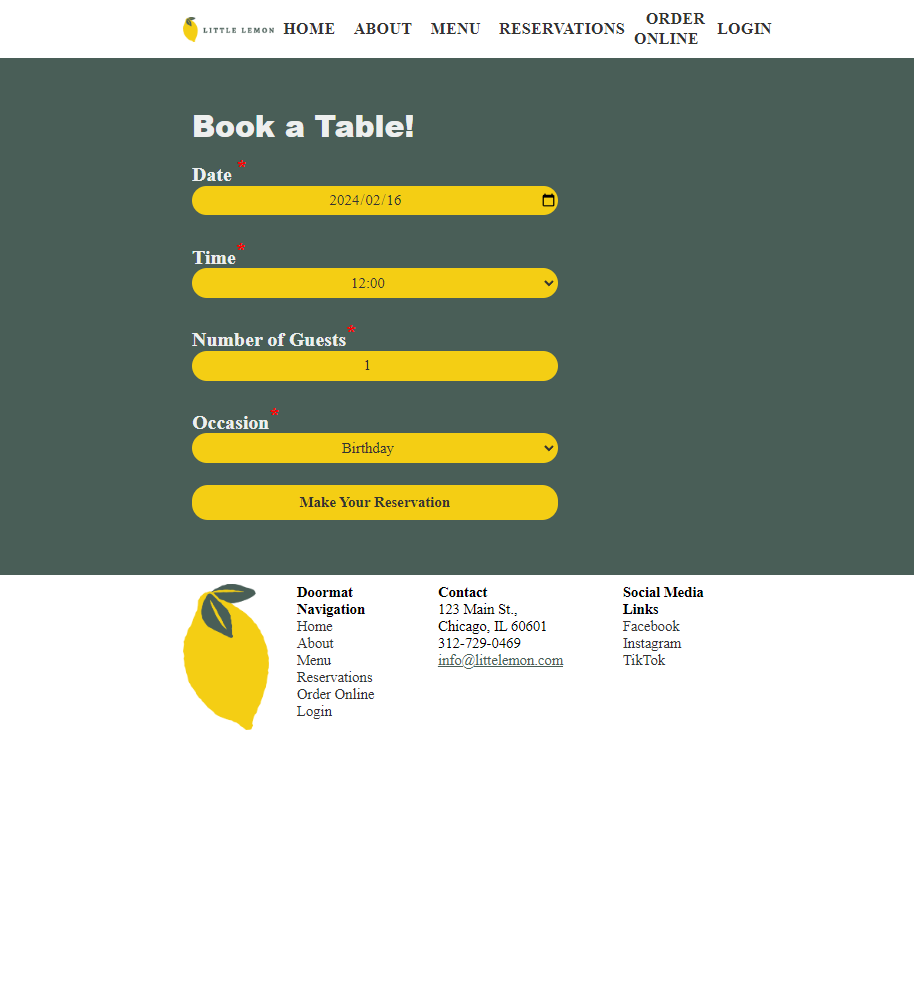 LITTLE LEMON HOME ABOUT MENU RESERVATIONS ORDER ONLINE LOGIN
Book a Table!
Date *
2024/02/16
Time*
12:00
Number of Guests*
1
Occasion*
Birthday
Make Your Reservation
Doormat
Navigation
Home
About
Menu
Reservations
Order Online
Login
Contact
123 Main St.,
Chicago, IL 60601
312-729-0469
info@littelemon.com
Social Media
Links
Facebook
Instagram
TikTok